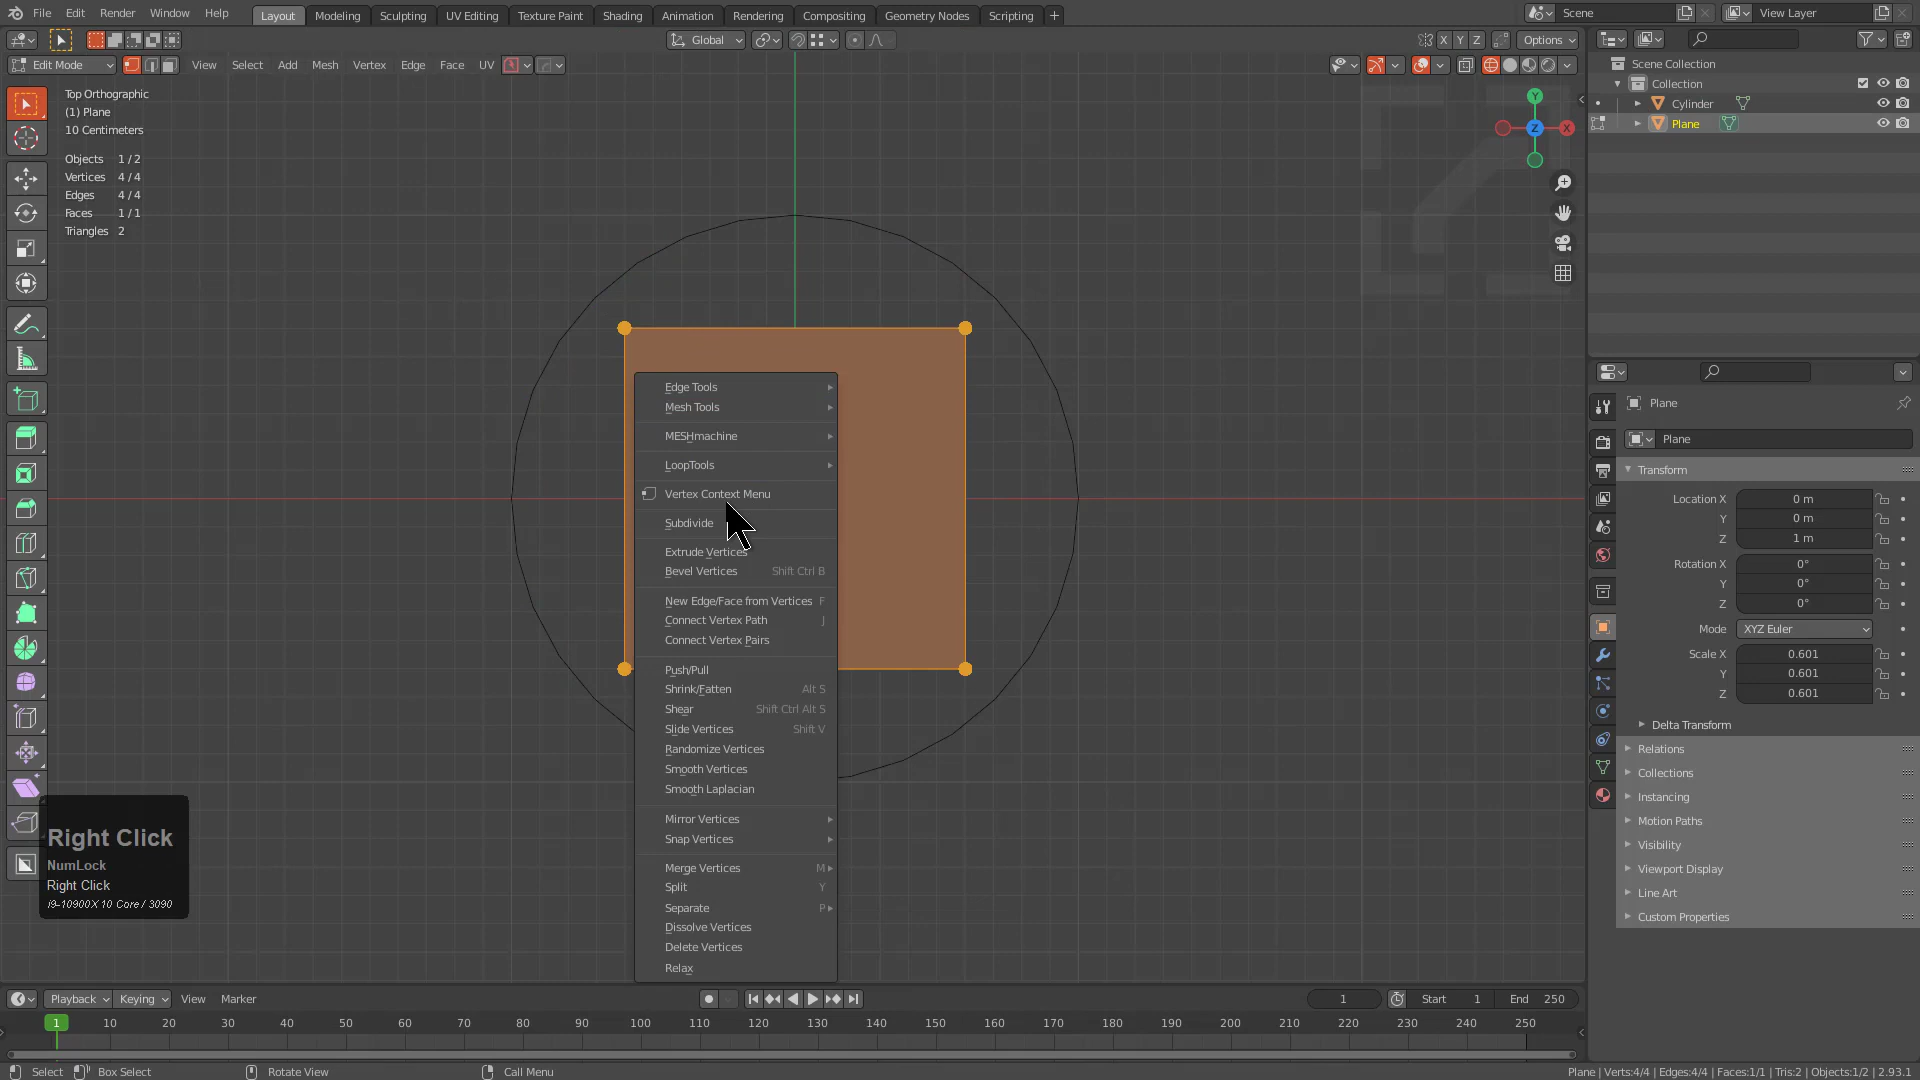 File Edit Render Window Help Layout Modeling Sculpting UV Editing Texture Paint Shading Animation Rendering Compositing Geometry Nodes Scripting + Scene View Layer
Global X Y Z Options
Edit Mode View Select Add Mesh Vertex Edge Face UV
Top Orthographic
(1) Plane
10 Centimeters
Objects 1/2
Vertices 4/4
Edges 4/4
Faces 1/1
Triangles 2
Y
Z
X
Edge Tools
Mesh Tools
MESHmachine
LoopTools
Vertex Context Menu
Subdivide
Extrude Vertices
Bevel Vertices Shift Ctrl B
New Edge/Face from Vertices F
Connect Vertex Path J
Connect Vertex Pairs
Push/Pull
Shrink/Fatten Alt S
Shear Shift Ctrl Alt S
Slide Vertices Shift V
Randomize Vertices
Smooth Vertices
Smooth Laplacian
Mirror Vertices
Snap Vertices
Merge Vertices M
Split Y
Separate P
Dissolve Vertices
Delete Vertices
Relax
Right Click
NumLock
Right Click
i9-10900X 10 Core / 3090
Scene Collection
Collection
Cylinder
Plane
Plane
Plane
Transform
Location X 0 m
Y 0 m
Z 1 m
Rotation X 0°
Y 0°
Z 0°
Mode XYZ Euler
Scale X 0.601
Y 0.601
Z 0.601
Delta Transform
Relations
Collections
Instancing
Motion Paths
Visibility
Viewport Display
Line Art
Custom Properties
Playback Keying View Marker 1 Start 1 End 250
1 10 20 30 40 50 60 70 80 90 100 110 120 130 140 150 160 170 180 190 200 210 220 230 240 250
Select Box Select Rotate View Call Menu Plane | Verts:4/4 | Edges:4/4 | Faces:1/1 | Tris:2 | Objects:1/2 | 2.93.1